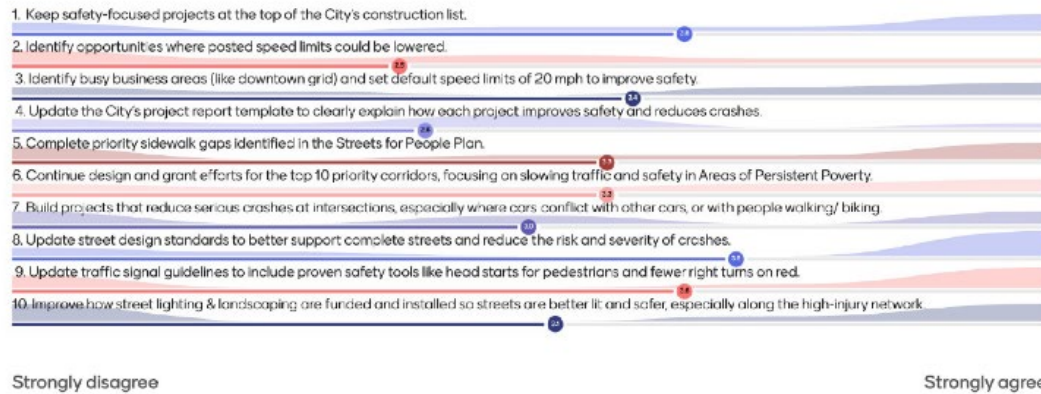 1. Keep safety-focused projects at the top of the City's construction list.
2. Identify opportunities where posted speed limits could be lowered.
3. Identify busy business areas (like downtown grid) and set default speed limits of 20 mph to improve safety.
4. Update the City's project report template to clearly explain how each project improves safety and reduces crashes.
5. Complete priority sidewalk gaps identified in the Streets for People Plan.
6. Continue design and grant efforts for the top 10 priority corridors, focusing on slowing traffic and safety in Areas of Persistent Poverty.
7. Build projects that reduce serious crashes at intersections, especially where cars conflict with other cars, or with people walking/ biking.
8. Update street design standards to better support complete streets and reduce the risk and severity of crashes.
9. Update traffic signal guidelines to include proven safety tools like head starts for pedestrians and fewer right turns on red.
10. Improve how street lighting & landscaping are funded and installed so streets are better lit and safer, especially along the high-injury network
Strongly disagree
Strongly agree